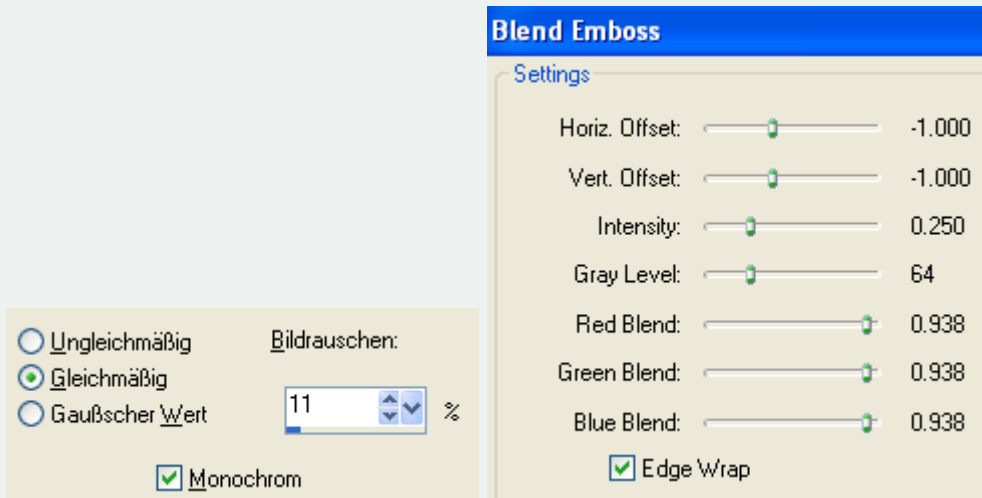 Ungleichmäßig
Bildrauschen:
Gleichmäßig
11 %
Gaußscher Wert
Monochrom
Blend Emboss
Settings
Horiz. Offset: -1.000
Vert. Offset: -1.000
Intensity: 0.250
Gray Level: 64
Red Blend: 0.938
Green Blend: 0.938
Blue Blend: 0.938
Edge Wrap